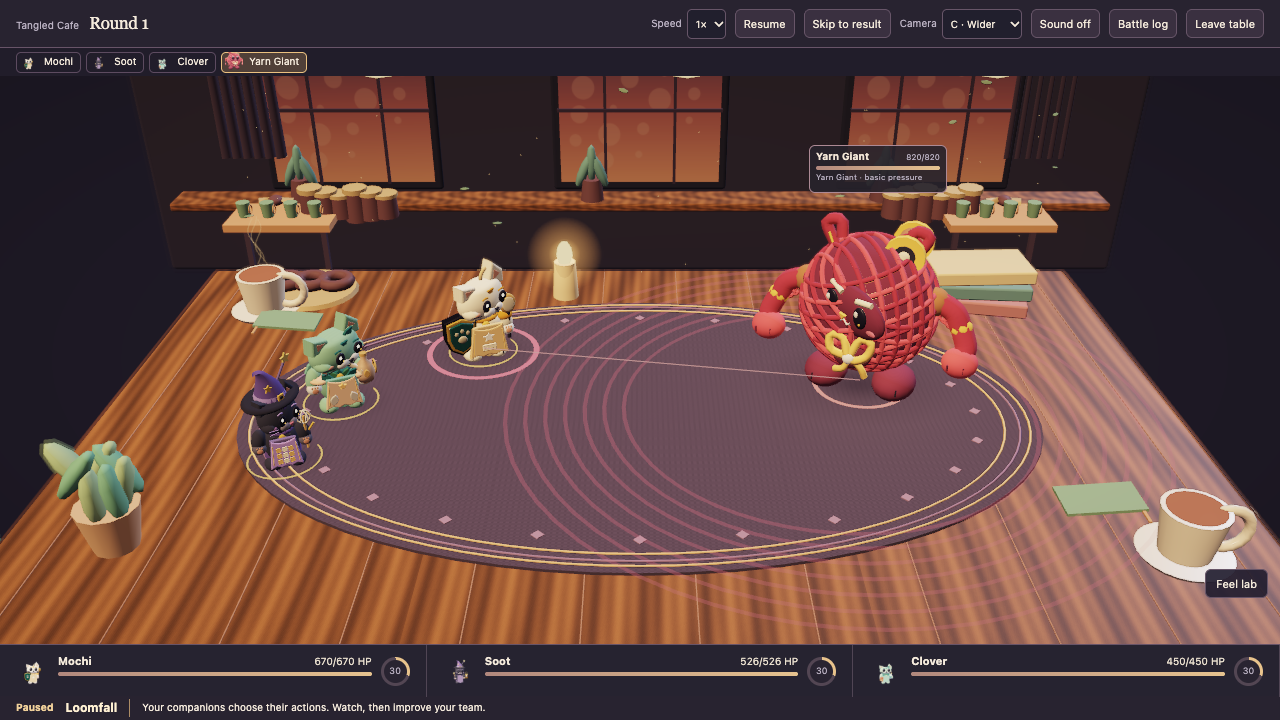 Tangled Cafe Round 1
Speed 1x Resume Skip to result Camera C · Wider Sound off Battle log Leave table
Mochi Soot Clover Yarn Giant
Yarn Giant 820/820
Yarn Giant · basic pressure
Feel lab
Mochi 670/670 HP 30
Soot 526/526 HP 30
Clover 450/450 HP 30
Paused Loomfall Your companions choose their actions. Watch, then improve your team.